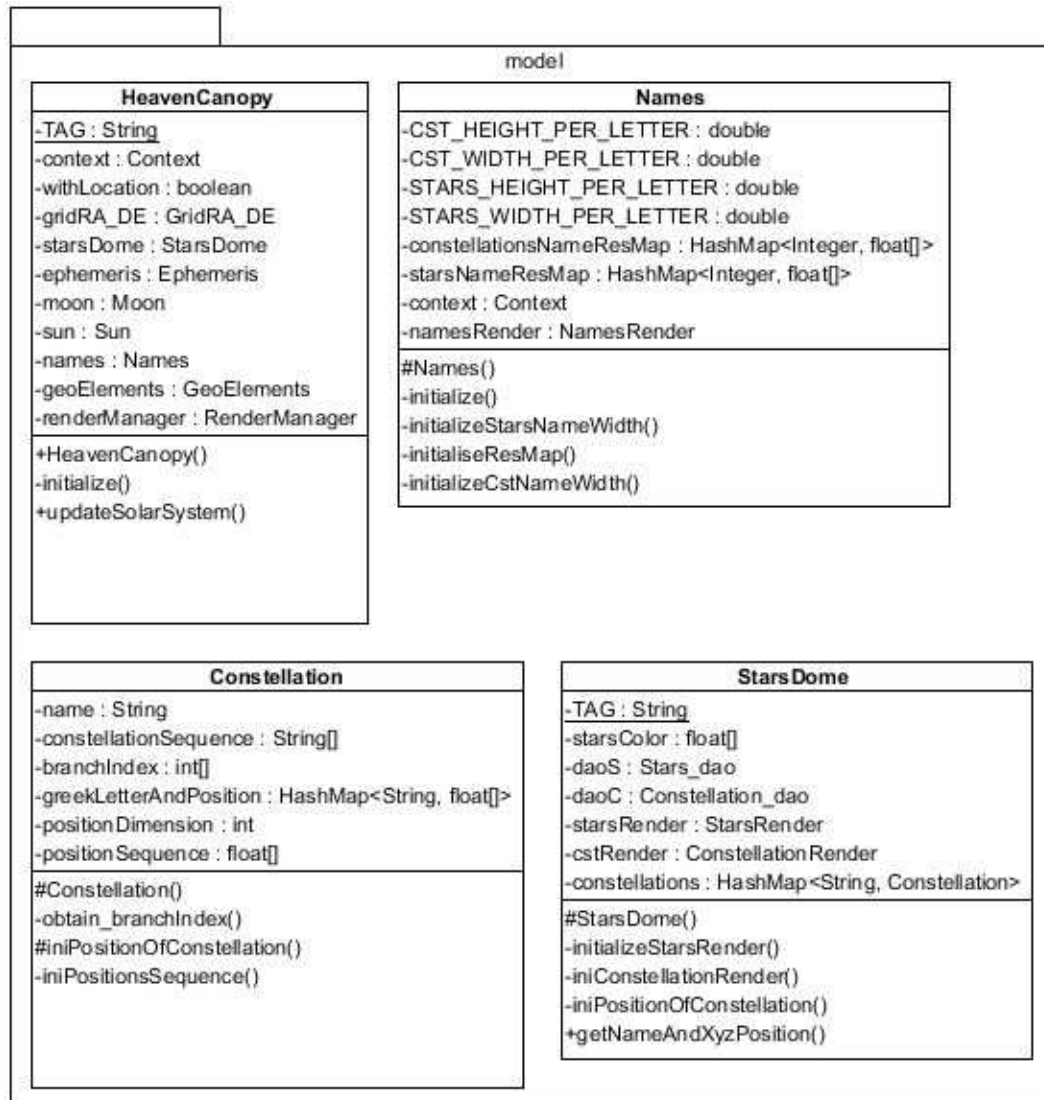 model
HeavenCanopy
-TAG : String
-context : Context
-withLocation : boolean
-gridRA_DE : GridRA_DE
-starsDome : StarsDome
-ephemeris : Ephemeris
-moon : Moon
-sun : Sun
-names : Names
-geoElements : GeoElements
-renderManager : RenderManager
+HeavenCanopy()
-initialize()
+updateSolarSystem()
Names
-CST_HEIGHT_PER_LETTER : double
-CST_WIDTH_PER_LETTER : double
-STARS_HEIGHT_PER_LETTER : double
-STARS_WIDTH_PER_LETTER : double
-constellationsNameResMap : HashMap<Integer, float[]>
-starsNameResMap : HashMap<Integer, float[]>
-context : Context
-namesRender : NamesRender
#Names()
-initialize()
-initializeStarsNameWidth()
-initialiseResMap()
-initializeCstNameWidth()
Constellation
-name : String
-constellationSequence : String[]
-branchIndex : int[]
-greekLetterAndPosition : HashMap<String, float[]>
-positionDimension : int
-positionSequence : float[]
#Constellation()
-obtain_branchIndex()
#iniPositionOfConstellation()
-iniPositionsSequence()
StarsDome
-TAG : String
-starsColor : float[]
-daoS : Stars_dao
-daoC : Constellation_dao
-starsRender : StarsRender
-cstRender : ConstellationRender
-constellations : HashMap<String, Constellation>
#StarsDome()
-initializeStarsRender()
-iniConstellationRender()
-iniPositionOfConstellation()
+getNameAndXyzPosition()